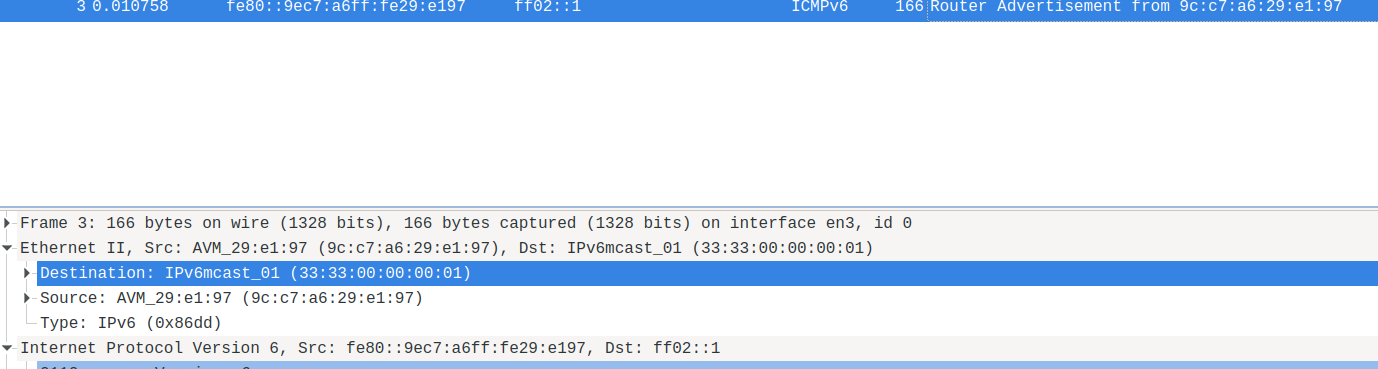 3 0.010758 fe80::9ec7:a6ff:fe29:e197 ff02::1 ICMPv6 166 Router Advertisement from 9c:c7:a6:29:e1:97
Frame 3: 166 bytes on wire (1328 bits), 166 bytes captured (1328 bits) on interface en3, id 0
Ethernet II, Src: AVM_29:e1:97 (9c:c7:a6:29:e1:97), Dst: IPv6mcast_01 (33:33:00:00:00:01)
Destination: IPv6mcast_01 (33:33:00:00:00:01)
Source: AVM_29:e1:97 (9c:c7:a6:29:e1:97)
Type: IPv6 (0x86dd)
Internet Protocol Version 6, Src: fe80::9ec7:a6ff:fe29:e197, Dst: ff02::1